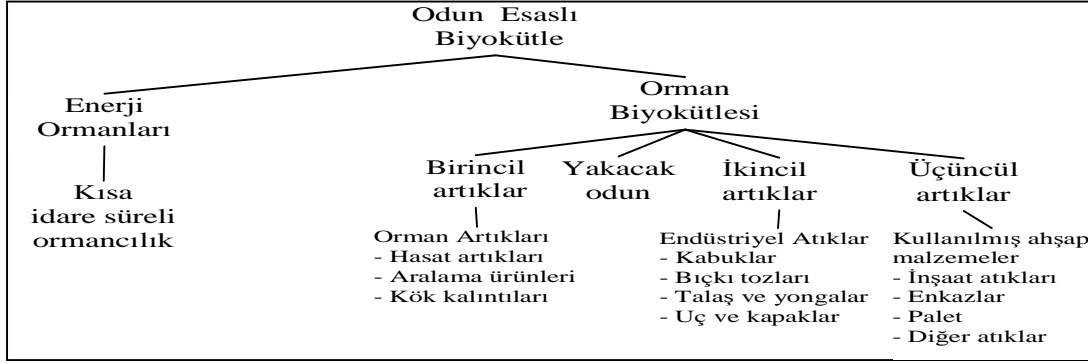 Odun Esaslı
Biyokütle
Enerji
Ormanları
Kısa
idare süreli
ormancılık
Orman
Biyokütlesi
Birincil
artıklar
Orman Artıkları
- Hasat artıkları
- Aralama ürünleri
- Kök kalıntıları
Yakacak
odun
İkincil
artıklar
Endüstriyel Atıklar
- Kabuklar
- Bıçkı tozları
- Talaş ve yongalar
- Uç ve kapaklar
Üçüncül
artıklar
Kullanılmış ahşap
malzemeler
- İnşaat atıkları
- Enkazlar
- Palet
- Diğer atıklar